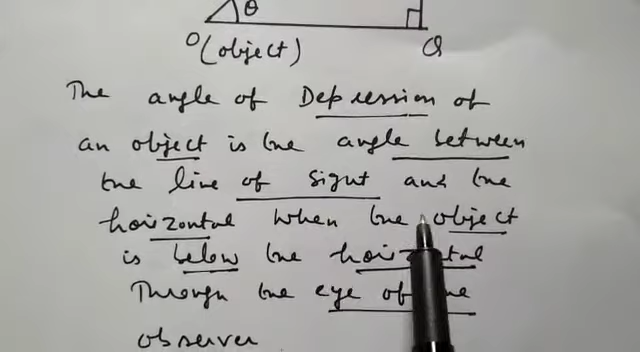 θ
O (object) Q
The angle of Depression of
an object is the angle between
the line of sight and the
horizontal when the object
is below the horizontal
Through the eye of the
observer